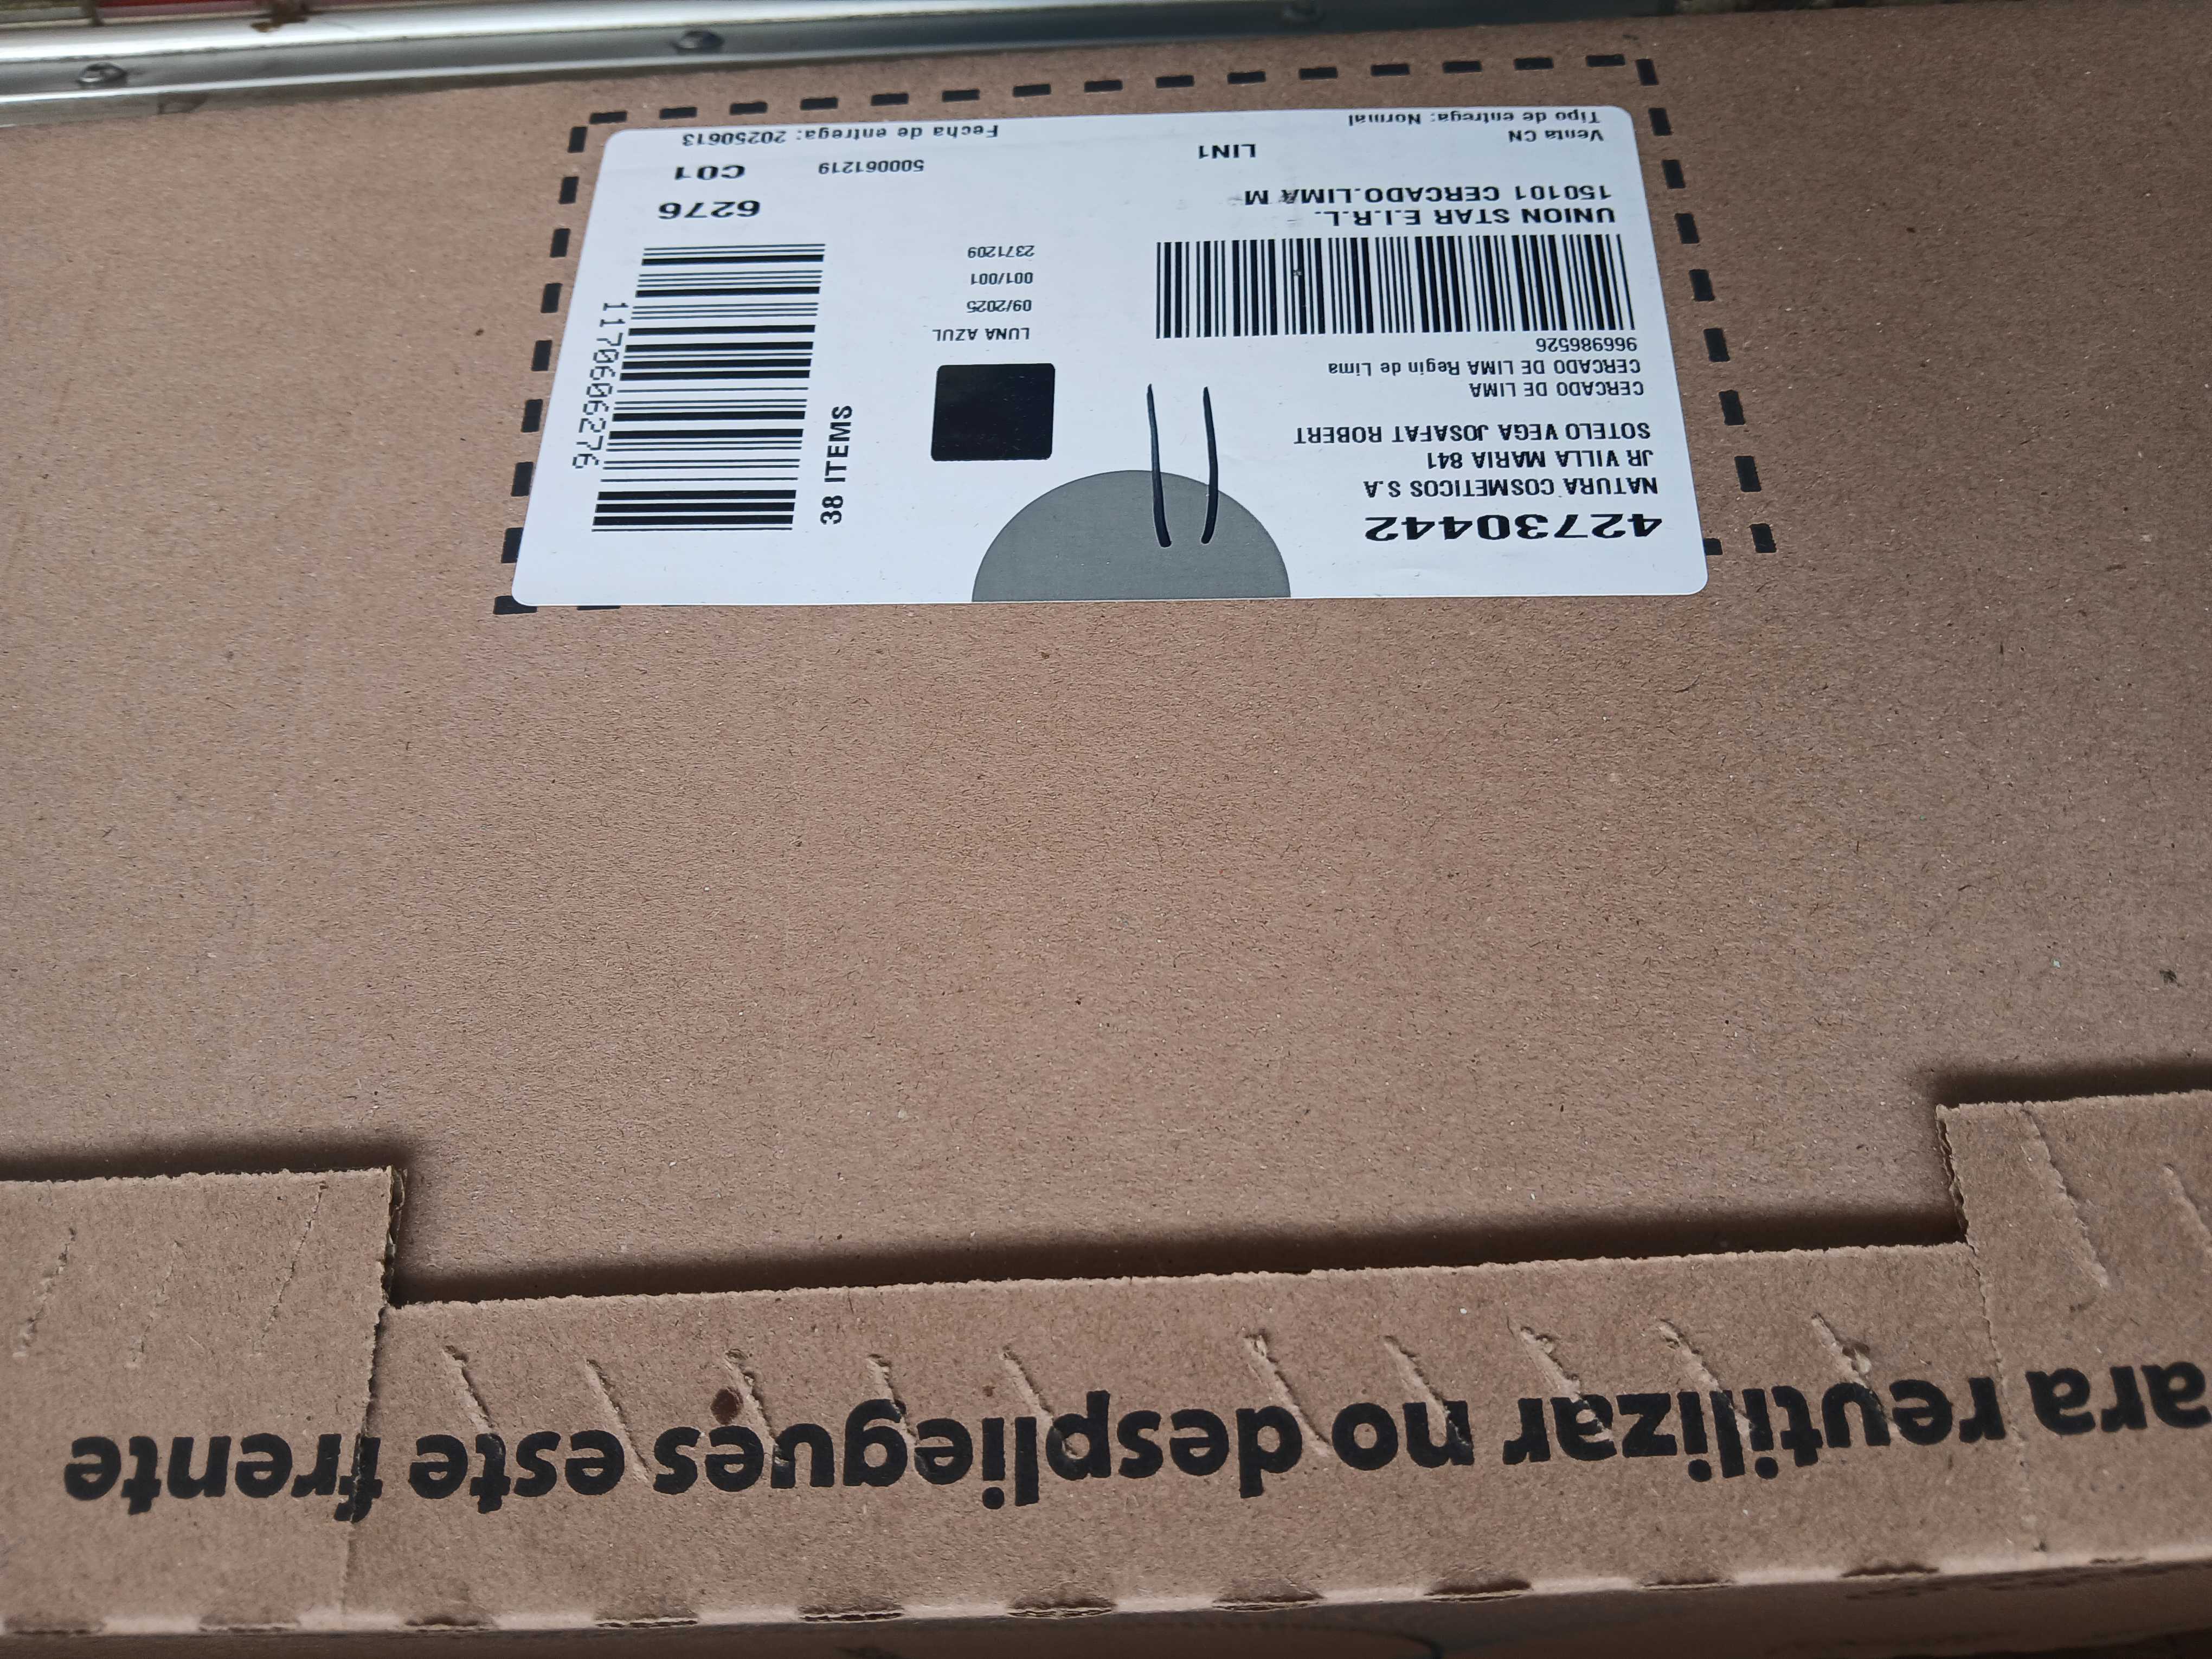 42730442
NATURA COSMETICOS S.A
JR VILLA MARIA 841
SOTELO VEGA JOSAFAT ROBERT
CERCADO DE LIMA
CERCADO DE LIMA Regin de Lima
966986526
UNION STAR E.I.R.L.
150101 CERCADO.LIMA M
Venta CN
Tipo de entrega: Normal
LIN1
LUNA AZUL
09/2025
001/001
2371209
38 ITEMS
1170606276
6276
500061219
C01
Fecha de entrega: 20250613
ara reutilizar no despliegues este frente